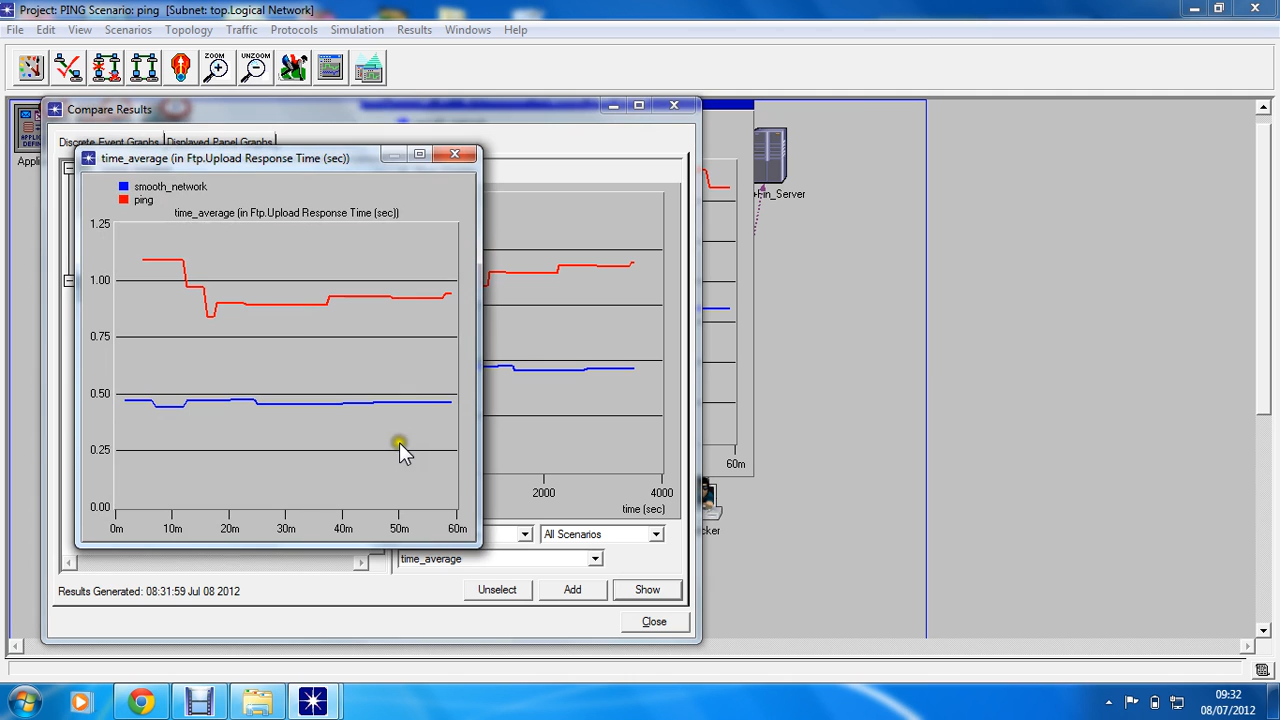 Project: PING Scenario: ping [Subnet: top.Logical Network]
File Edit View Scenarios Topology Traffic Protocols Simulation Results Windows Help
ZOOM UNZOOM
Compare Results
Discrete Event Graphs Displayed Panel Graphs
time_average (in Ftp.Upload Response Time (sec))
smooth_network
ping
time_average (in Ftp.Upload Response Time (sec))
1.25
1.00
0.75
0.50
0.25
0.00
0m 10m 20m 30m 40m 50m 60m
2000 4000
time (sec)
60m
All Scenarios
time_average
Results Generated: 08:31:59 Jul 08 2012
Unselect Add Show
Close
09:32
08/07/2012